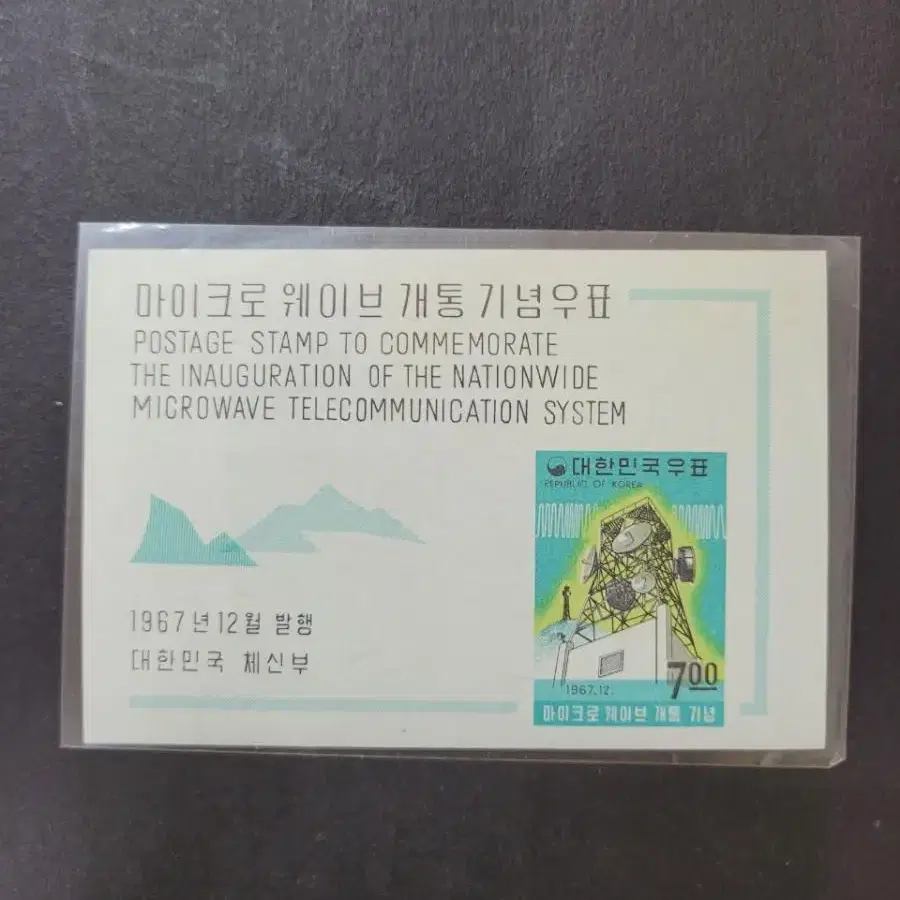 마이크로 웨이브 개통 기념우표
POSTAGE STAMP TO COMMEMORATE
THE INAUGURATION OF THE NATIONWIDE
MICROWAVE TELECOMMUNICATION SYSTEM
대한민국우표
REPUBLIC OF KOREA
1967년12월 발행
대한민국 체신부
700
1967.12.
마이크로 웨이브 개통 기념